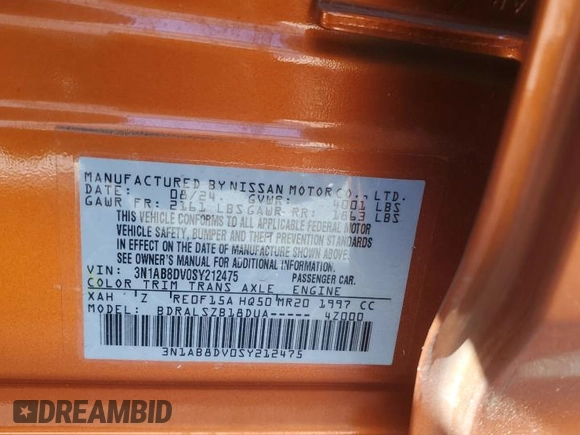 MANUFACTURED BY NISSAN MOTOR CO., LTD.
DATE: 08/24 GVWR: 4001 LBS
GAWR FR: 2161 LBS GAWR RR: 1863 LBS
THIS VEHICLE CONFORMS TO ALL APPLICABLE FEDERAL MOTOR
VEHICLE SAFETY, BUMPER AND THEFT PREVENTION STANDARDS
IN EFFECT ON THE DATE OF MANUFACTURE SHOWN ABOVE.
SEE OWNER'S MANUAL FOR ADDITIONAL INFORMATION.
VIN: 3N1AB8DV0SY212475 PASSENGER CAR.
COLOR TRIM TRANS AXLE ENGINE
XAH Z RE0F15A HQ50 MR20 1997 CC
MODEL: BDRALSZB18DUA----- 4Z000
3N1AB8DV0SY212475
DREAMBID